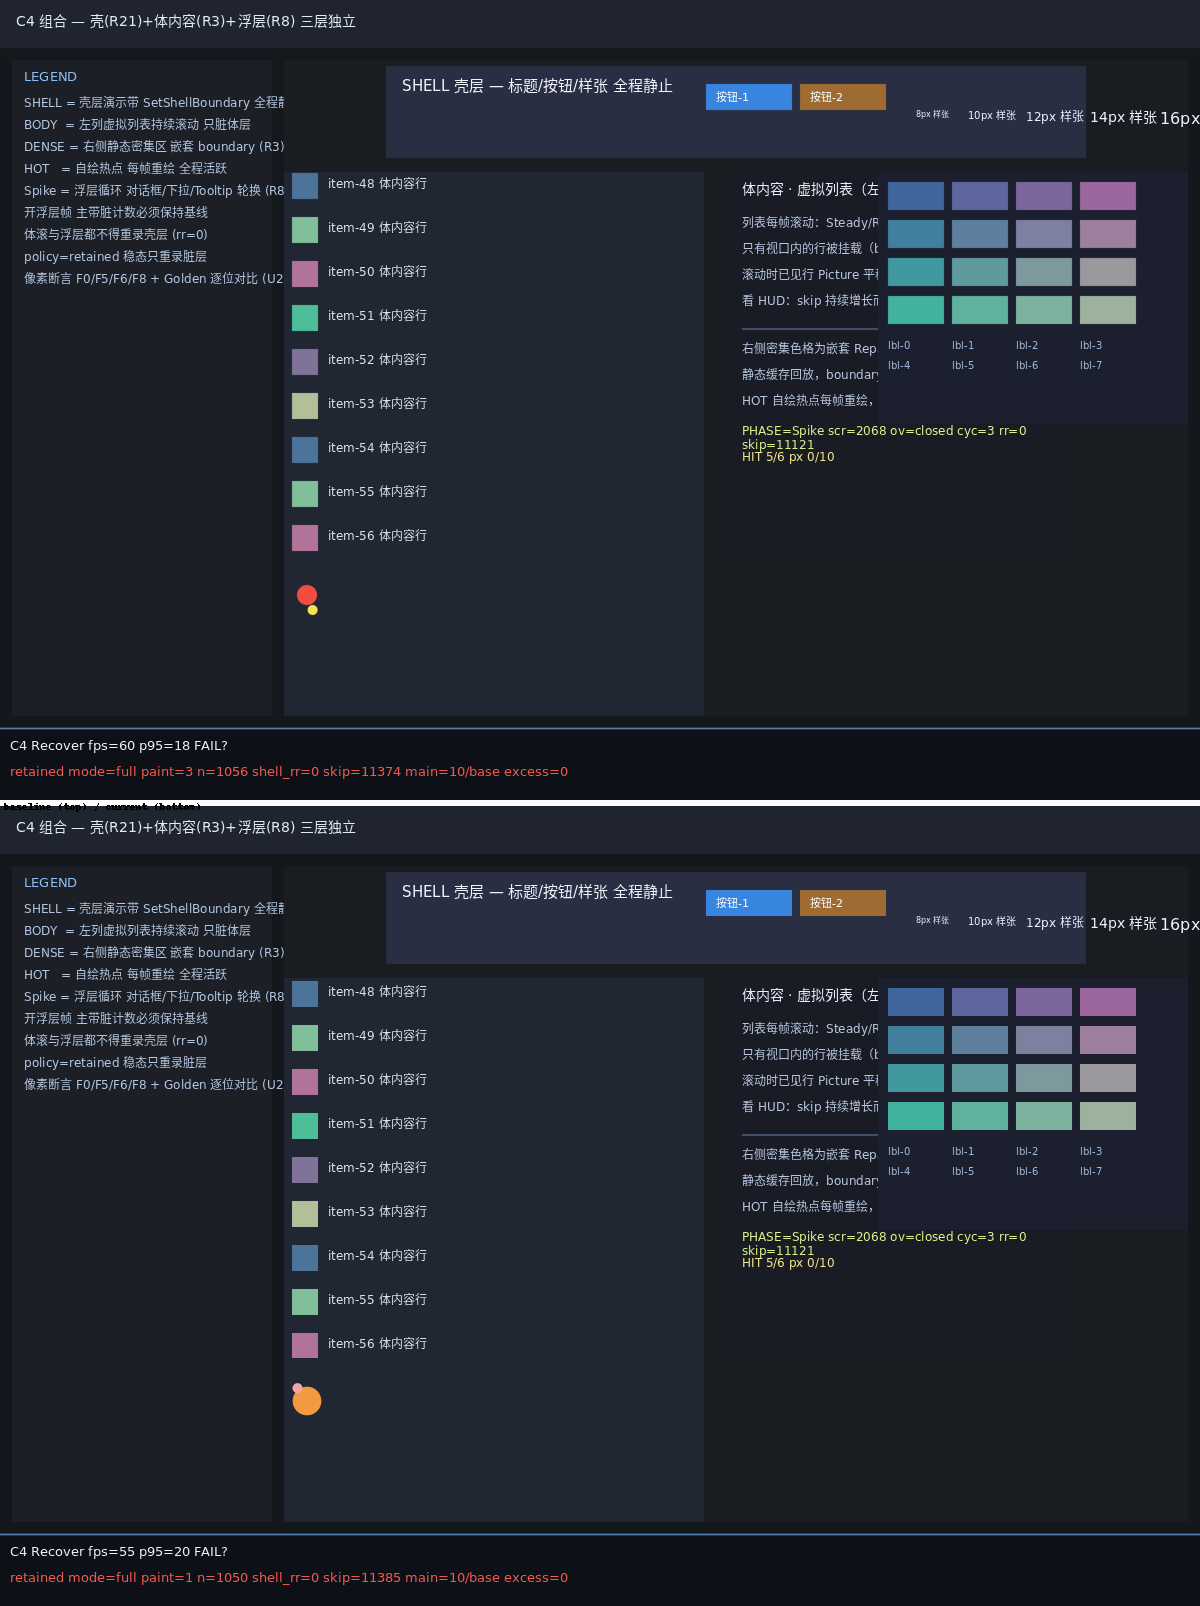 C4 组合 — 壳(R21)+体内容(R3)+浮层(R8) 三层独立
LEGEND
SHELL = 壳层演示带 SetShellBoundary 全程
BODY = 左列虚拟列表持续滚动 只脏体层
DENSE = 右侧静态密集区 嵌套 boundary (R3)
HOT = 自绘热点 每帧重绘 全程活跃
Spike = 浮层循环 对话框/下拉/Tooltip 轮换 (R8
开浮层帧 主带脏计数必须保持基线
体滚与浮层都不得重录壳层 (rr=0)
policy=retained 稳态只重录脏层
像素断言 F0/F5/F6/F8 + Golden 逐位对比 (U2
SHELL 壳层 — 标题/按钮/样张 全程静止
按钮-1
按钮-2
8px 样张
10px 样张
12px 样张
14px 样张
16px
item-48 体内容行
item-49 体内容行
item-50 体内容行
item-51 体内容行
item-52 体内容行
item-53 体内容行
item-54 体内容行
item-55 体内容行
item-56 体内容行
体内容 · 虚拟列表（左
列表每帧滚动：Steady/R
只有视口内的行被挂载（b
滚动时已见行 Picture 平
看 HUD：skip 持续增长
右侧密集色格为嵌套 Rep
静态缓存回放，boundary
HOT 自绘热点每帧重绘，
PHASE=Spike scr=2068 ov=closed cyc=3 rr=0
skip=11121
HIT 5/6 px 0/10
lbl-0 lbl-1 lbl-2 lbl-3
lbl-4 lbl-5 lbl-6 lbl-7
C4 Recover fps=60 p95=18 FAIL?
retained mode=full paint=3 n=1056 shell_rr=0 skip=11374 main=10/base excess=0
baseline (top) / current (bottom)
C4 组合 — 壳(R21)+体内容(R3)+浮层(R8) 三层独立
LEGEND
SHELL = 壳层演示带 SetShellBoundary 全程
BODY = 左列虚拟列表持续滚动 只脏体层
DENSE = 右侧静态密集区 嵌套 boundary (R3)
HOT = 自绘热点 每帧重绘 全程活跃
Spike = 浮层循环 对话框/下拉/Tooltip 轮换 (R8
开浮层帧 主带脏计数必须保持基线
体滚与浮层都不得重录壳层 (rr=0)
policy=retained 稳态只重录脏层
像素断言 F0/F5/F6/F8 + Golden 逐位对比 (U2
SHELL 壳层 — 标题/按钮/样张 全程静止
按钮-1
按钮-2
8px 样张
10px 样张
12px 样张
14px 样张
16px
item-48 体内容行
item-49 体内容行
item-50 体内容行
item-51 体内容行
item-52 体内容行
item-53 体内容行
item-54 体内容行
item-55 体内容行
item-56 体内容行
体内容 · 虚拟列表（左
列表每帧滚动：Steady/R
只有视口内的行被挂载（b
滚动时已见行 Picture 平
看 HUD：skip 持续增长
右侧密集色格为嵌套 Rep
静态缓存回放，boundary
HOT 自绘热点每帧重绘，
PHASE=Spike scr=2068 ov=closed cyc=3 rr=0
skip=11121
HIT 5/6 px 0/10
lbl-0 lbl-1 lbl-2 lbl-3
lbl-4 lbl-5 lbl-6 lbl-7
C4 Recover fps=55 p95=20 FAIL?
retained mode=full paint=1 n=1050 shell_rr=0 skip=11385 main=10/base excess=0